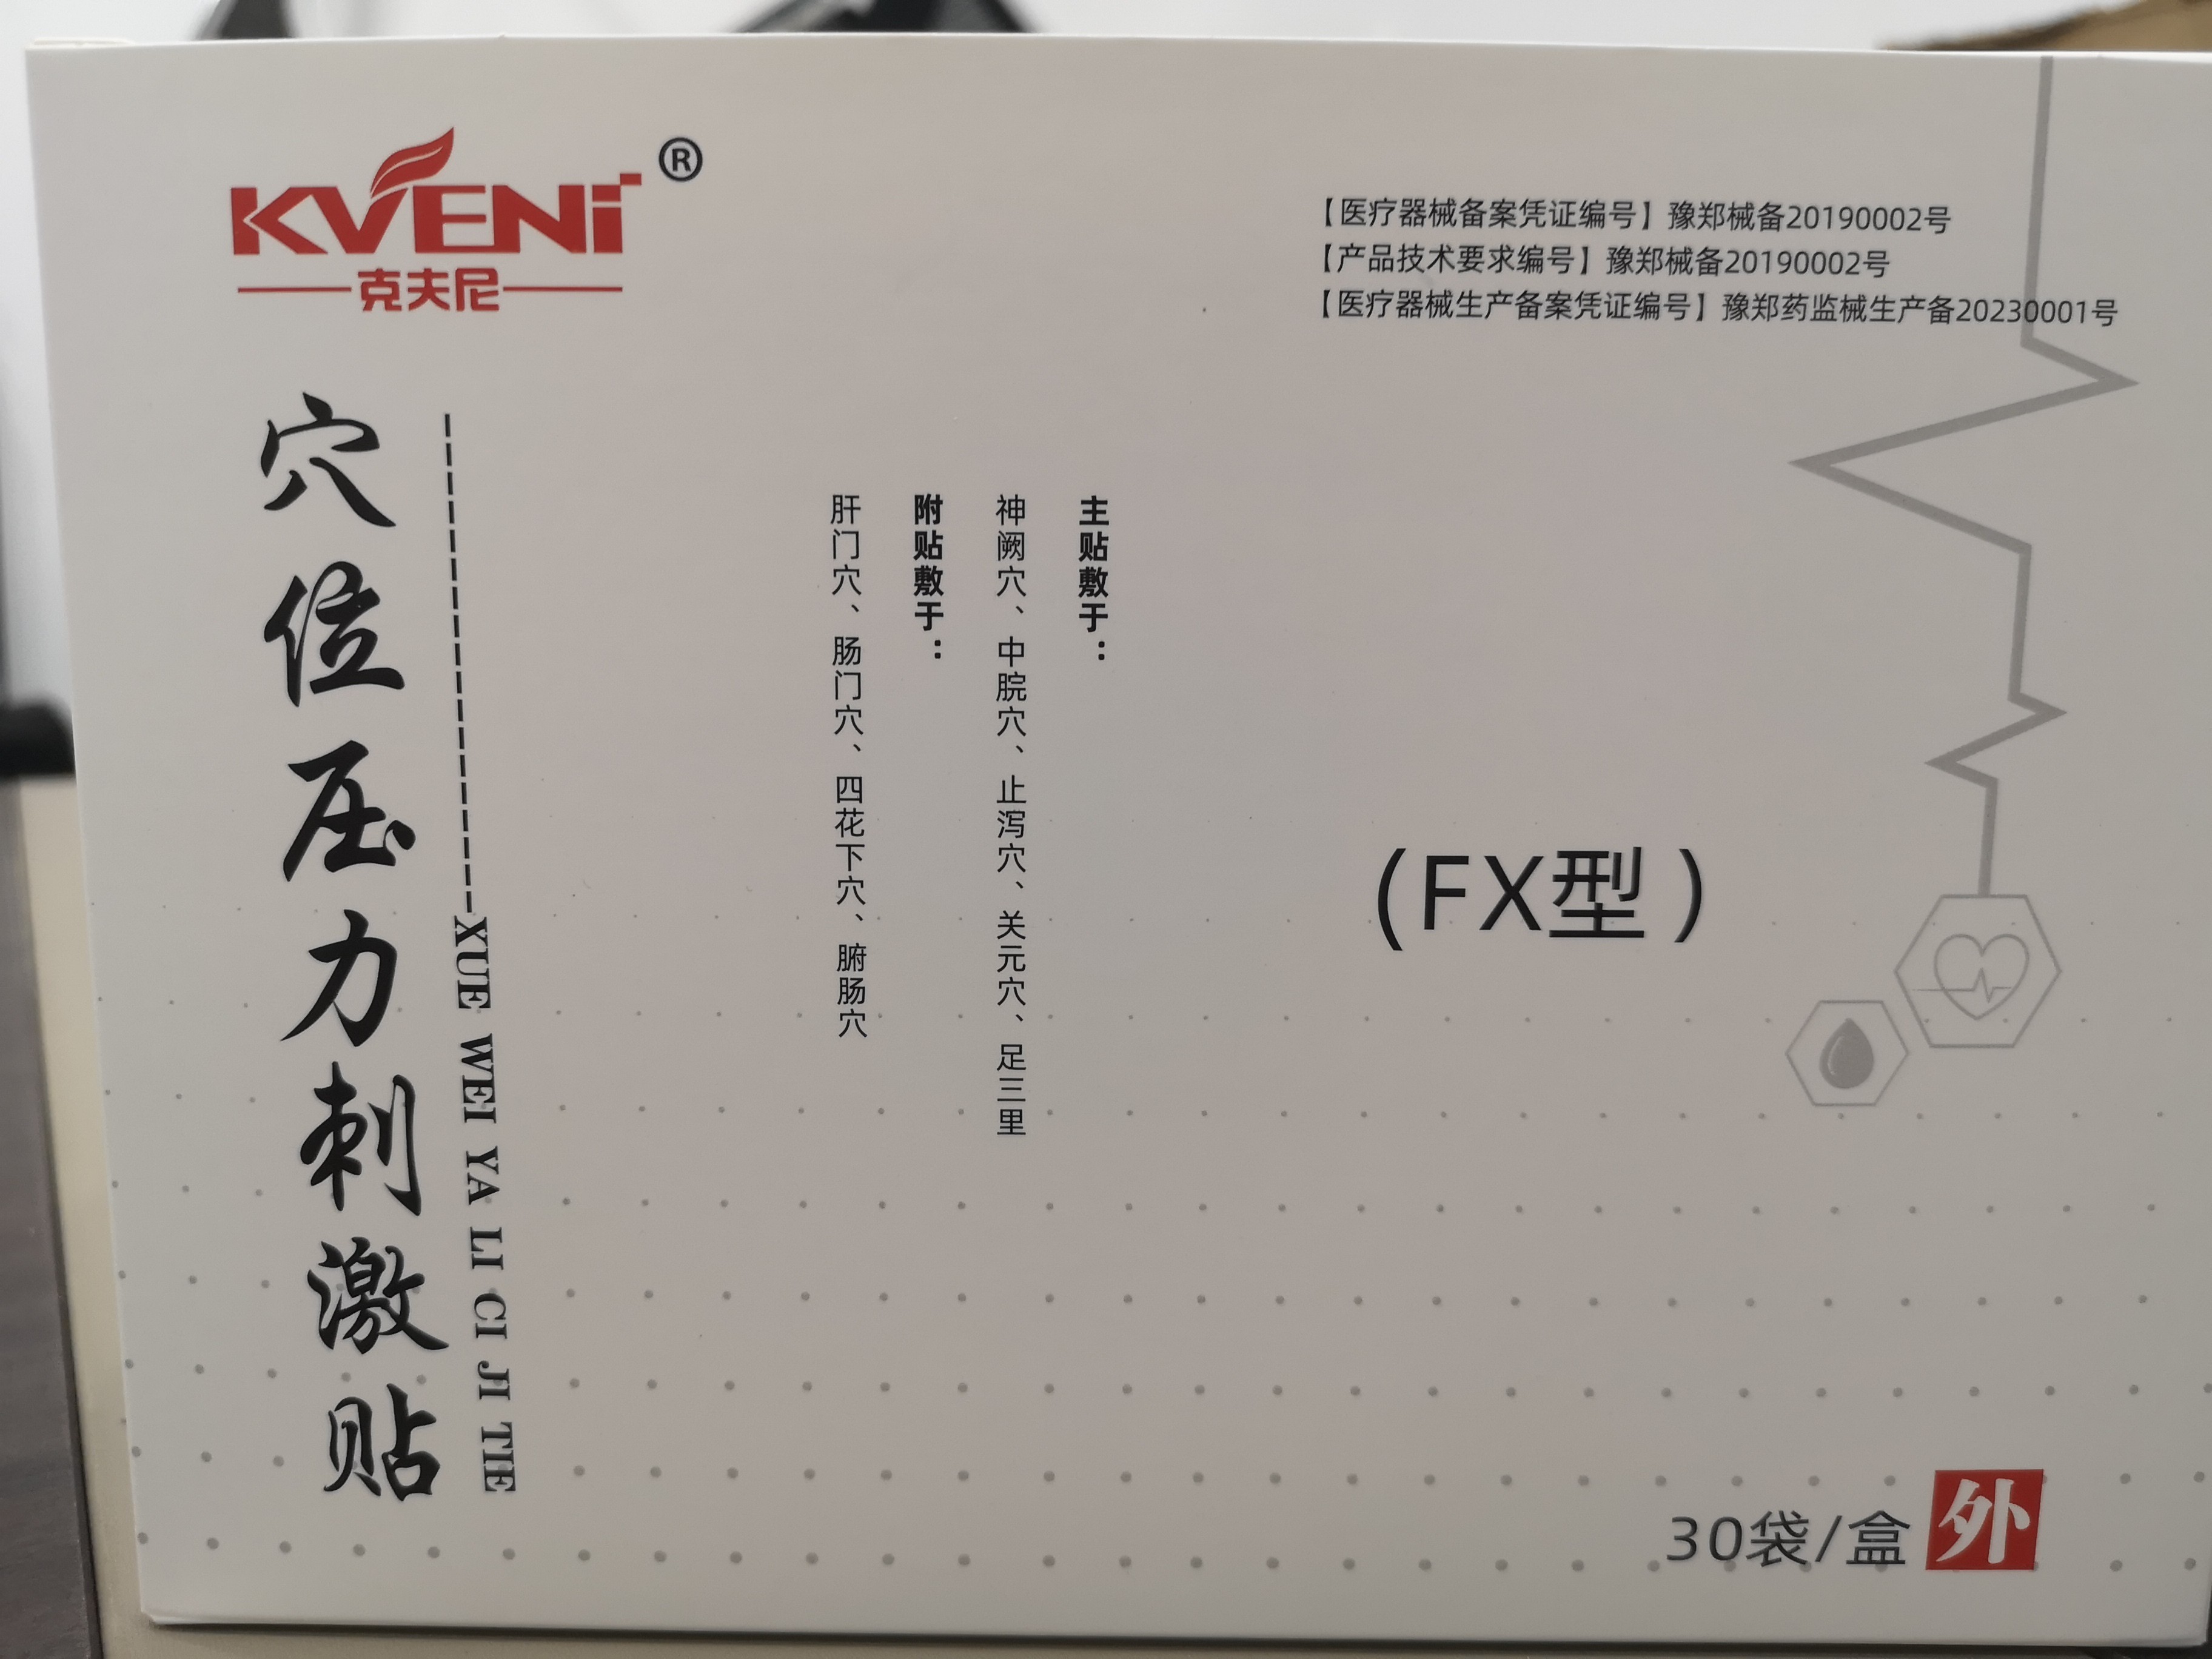 KVENi ®
克夫尼
【医疗器械备案凭证编号】豫郑械备20190002号
【产品技术要求编号】豫郑械备20190002号
【医疗器械生产备案凭证编号】豫郑药监械生产备20230001号
穴位压力刺激贴
XUE WEI YA LI CI JI TIE
主贴敷于：
神阙穴、中脘穴、止泻穴、关元穴、足三里
附贴敷于：
肝门穴、肠门穴、四花下穴、腑肠穴
(FX型)
30袋/盒
外